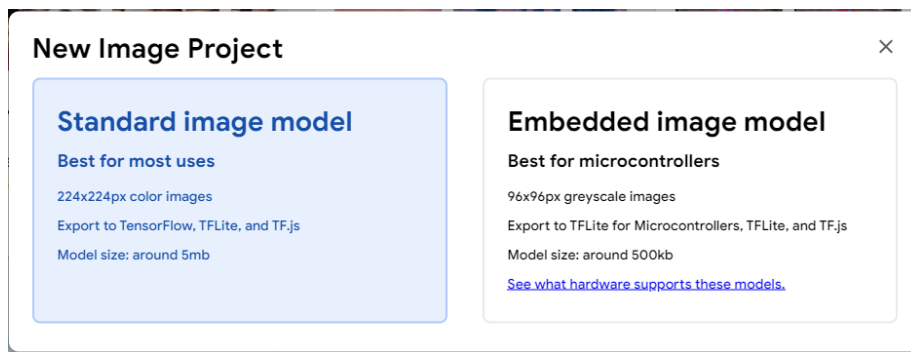 New Image Project
Standard image model
Best for most uses
224x224px color images
Export to TensorFlow, TFLite, and TF.js
Model size: around 5mb
Embedded image model
Best for microcontrollers
96x96px greyscale images
Export to TFLite for Microcontrollers, TFLite, and TF.js
Model size: around 500kb
See what hardware supports these models.